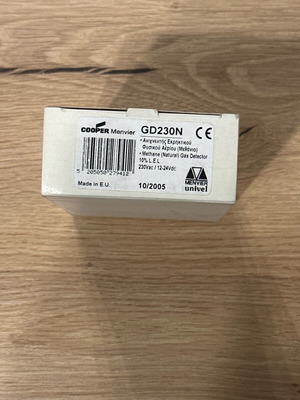 COOPER Menvier GD230N CE
• Ανιχνευτής Εκρηκτικού
Φυσικού Αέριου (Μεθάνιο)
• Methane (Natural) Gas Detector
10% L.E.L
230Vac / 12-24Vdc
Made in E.U. 10/2005
MENVIER
univel